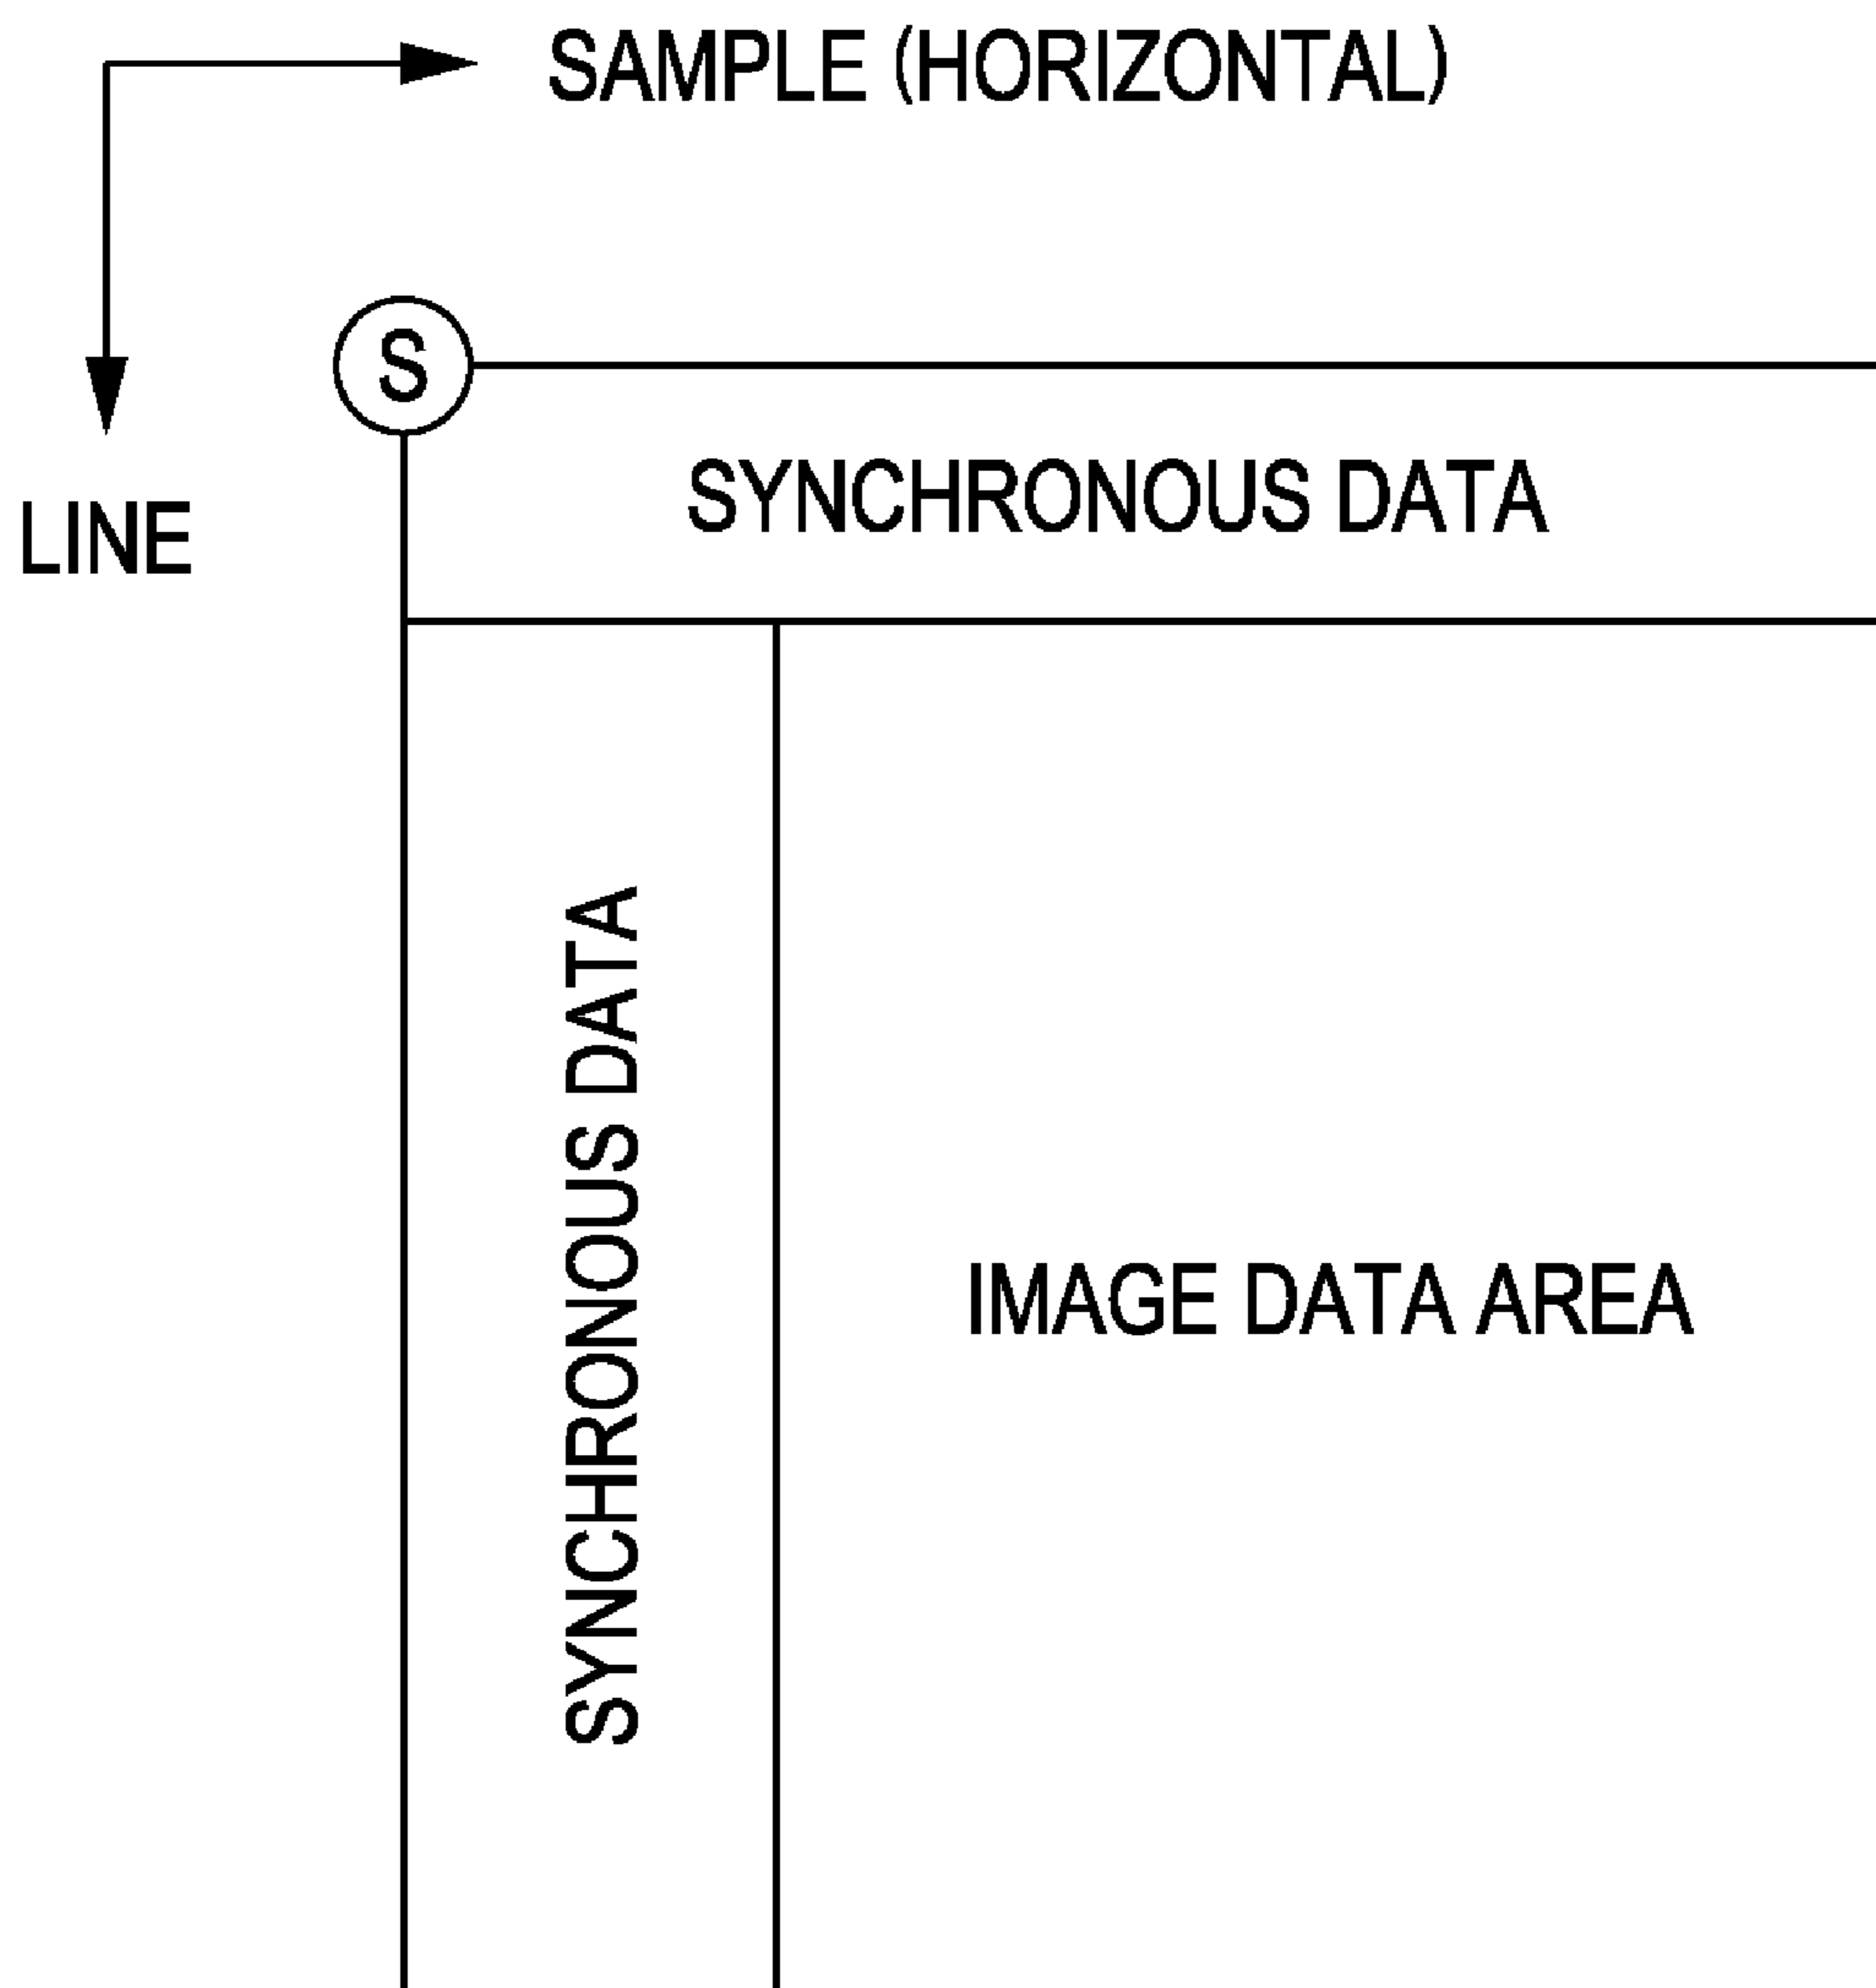 SAMPLE (HORIZONTAL)
S
SYNCHRONOUS DATA
LINE
SYNCHRONOUS DATA
IMAGE DATA AREA